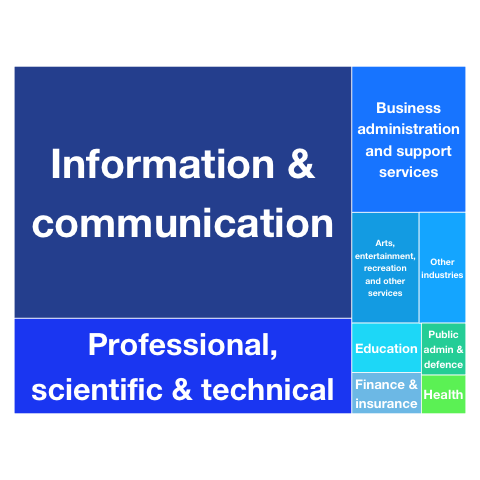 Information &
communication
Professional,
scientific & technical
Business
administration
and support
services
Arts,
entertainment,
recreation
and other
services
Other
industries
Education
Finance &
insurance
Public
admin &
defence
Health